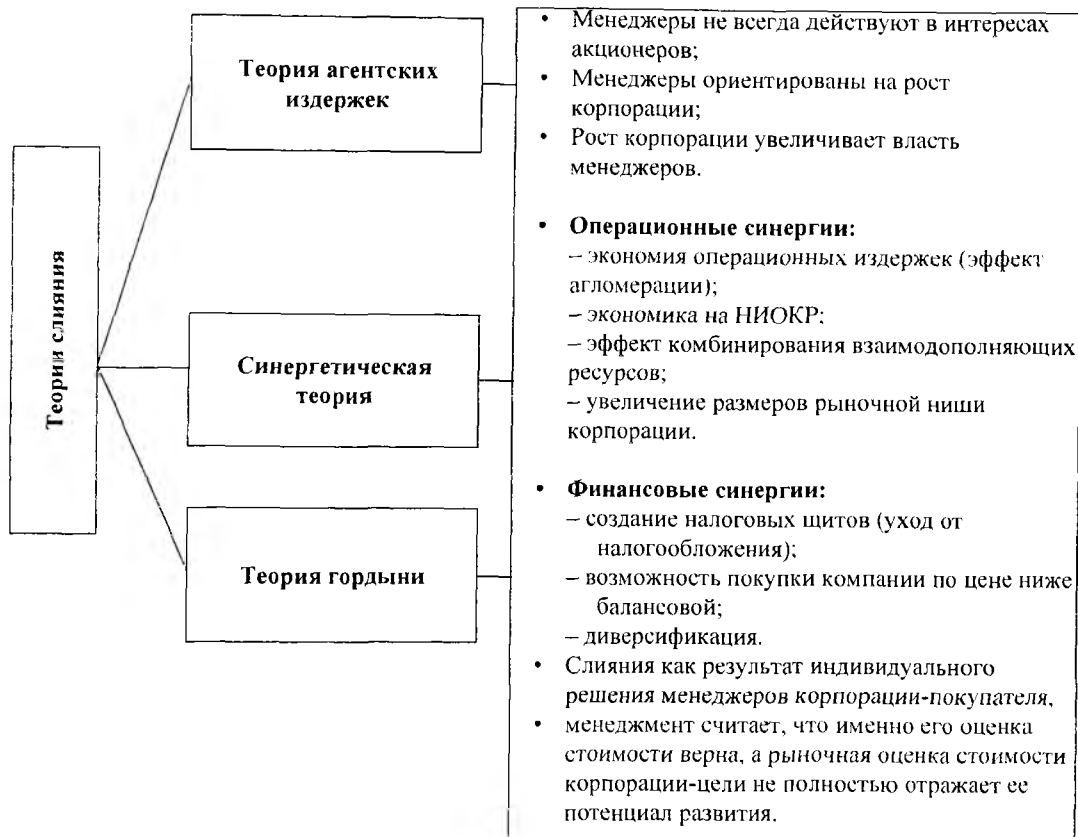 Теории слияния
Теория агентских
издержек
Синергетическая
теория
Теория гордыни
• Менеджеры не всегда действуют в интересах
акционеров;
• Менеджеры ориентированы на рост
корпорации;
• Рост корпорации увеличивает власть
менеджеров.
• Операционные синергии:
– экономия операционных издержек (эффект
агломерации);
– экономика на НИОКР;
– эффект комбинирования взаимодополняющих
ресурсов;
– увеличение размеров рыночной ниши
корпорации.
• Финансовые синергии:
– создание налоговых щитов (уход от
налогообложения);
– возможность покупки компании по цене ниже
балансовой;
– диверсификация.
• Слияния как результат индивидуального
решения менеджеров корпорации-покупателя,
• менеджмент считает, что именно его оценка
стоимости верна, а рыночная оценка стоимости
корпорации-цели не полностью отражает ее
потенциал развития.